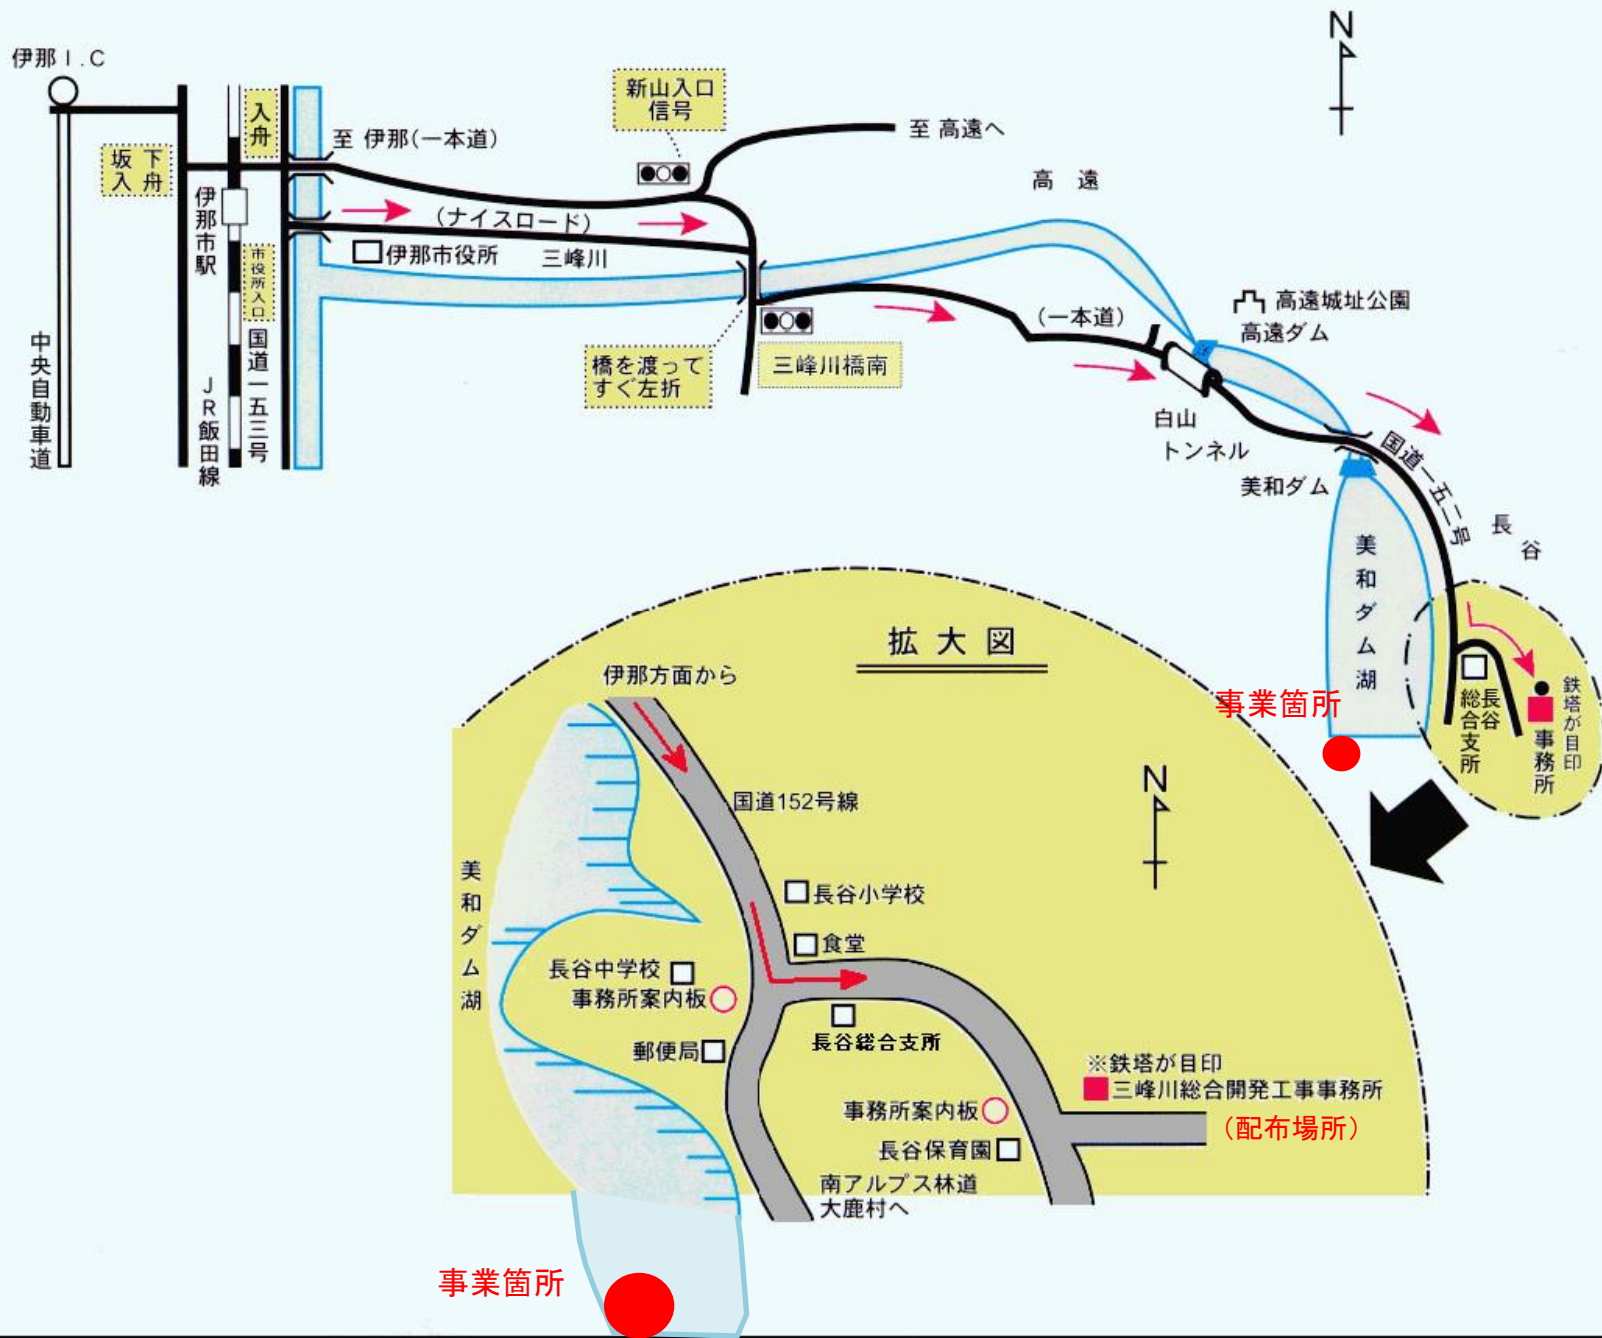 伊那I.C
入舟
至 伊那(一本道)
新山入口
信号
至 高遠へ
N
坂下
入舟
高遠
伊那市駅
(ナイスロード)
伊那市役所
三峰川
市役所入口
高遠城址公園
高遠ダム
(一本道)
中央自動車道
JR飯田線
国道一五三号
橋を渡って
すぐ左折
三峰川橋南
白山
トンネル
国道一五二号
美和ダム
長谷
美和ダム湖
事業箇所
長谷
総合支所
事務所
鉄塔が目印
拡大図
伊那方面から
国道152号線
N
美和ダム湖
長谷小学校
食堂
長谷中学校
事務所案内板
長谷総合支所
郵便局
※鉄塔が目印
三峰川総合開発工事事務所
(配布場所)
事務所案内板
長谷保育園
南アルプス林道
大鹿村へ
事業箇所